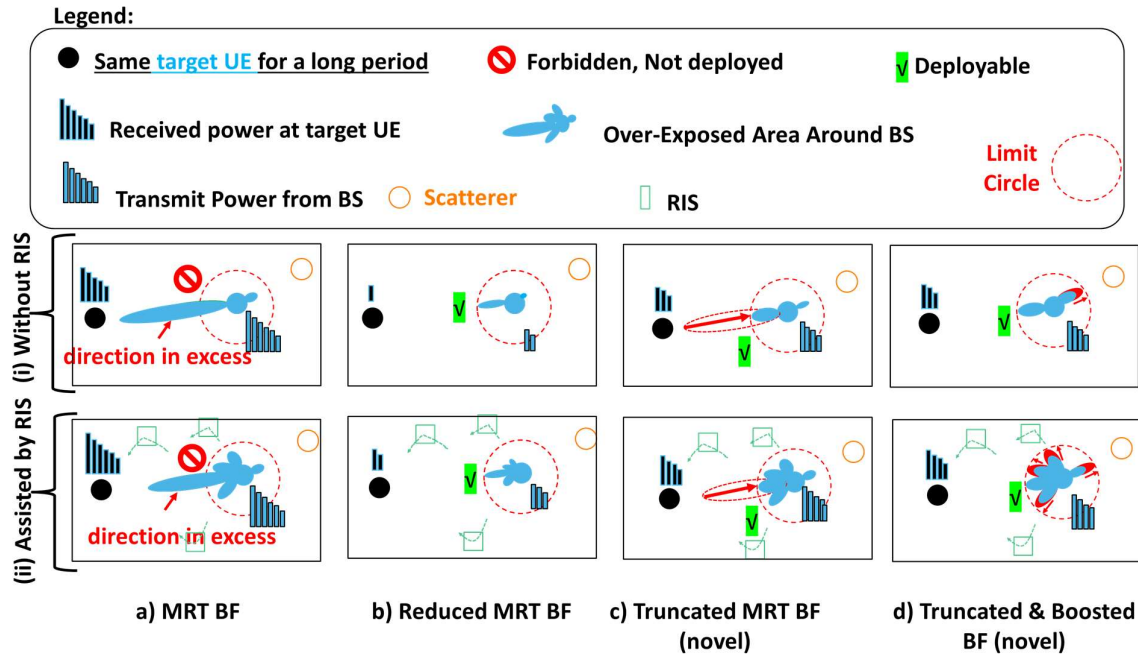 Legend:
Same target UE for a long period
Forbidden, Not deployed
√ Deployable
Received power at target UE
Over-Exposed Area Around BS
Limit
Circle
Transmit Power from BS
Scatterer
RIS
(i) Without RIS
direction in excess
√
√
√
(ii) Assisted by RIS
direction in excess
√
√
√
a) MRT BF
b) Reduced MRT BF
c) Truncated MRT BF
(novel)
d) Truncated & Boosted
BF (novel)